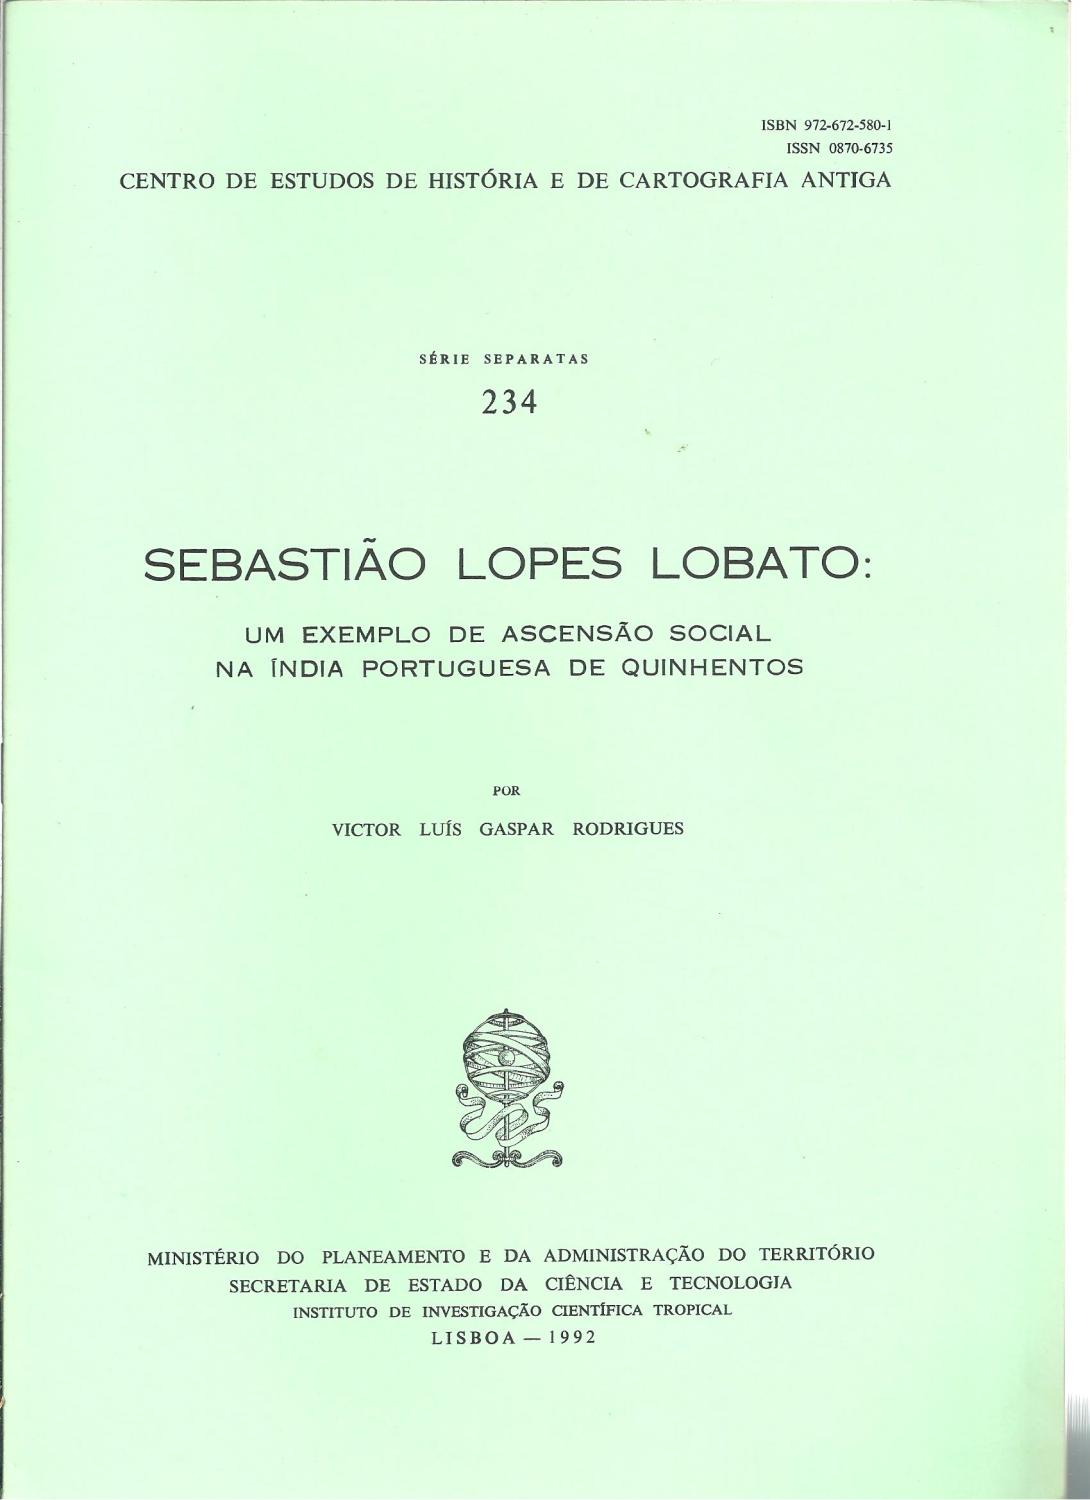 ISBN 972-672-580-1
ISSN 0870-6735
CENTRO DE ESTUDOS DE HISTÓRIA E DE CARTOGRAFIA ANTIGA
SÉRIE SEPARATAS
234
SEBASTIÃO LOPES LOBATO:
UM EXEMPLO DE ASCENSÃO SOCIAL
NA ÍNDIA PORTUGUESA DE QUINHENTOS
POR
VICTOR LUÍS GASPAR RODRIGUES
MINISTÉRIO DO PLANEAMENTO E DA ADMINISTRAÇÃO DO TERRITÓRIO
SECRETARIA DE ESTADO DA CIÊNCIA E TECNOLOGIA
INSTITUTO DE INVESTIGAÇÃO CIENTÍFICA TROPICAL
LISBOA — 1992